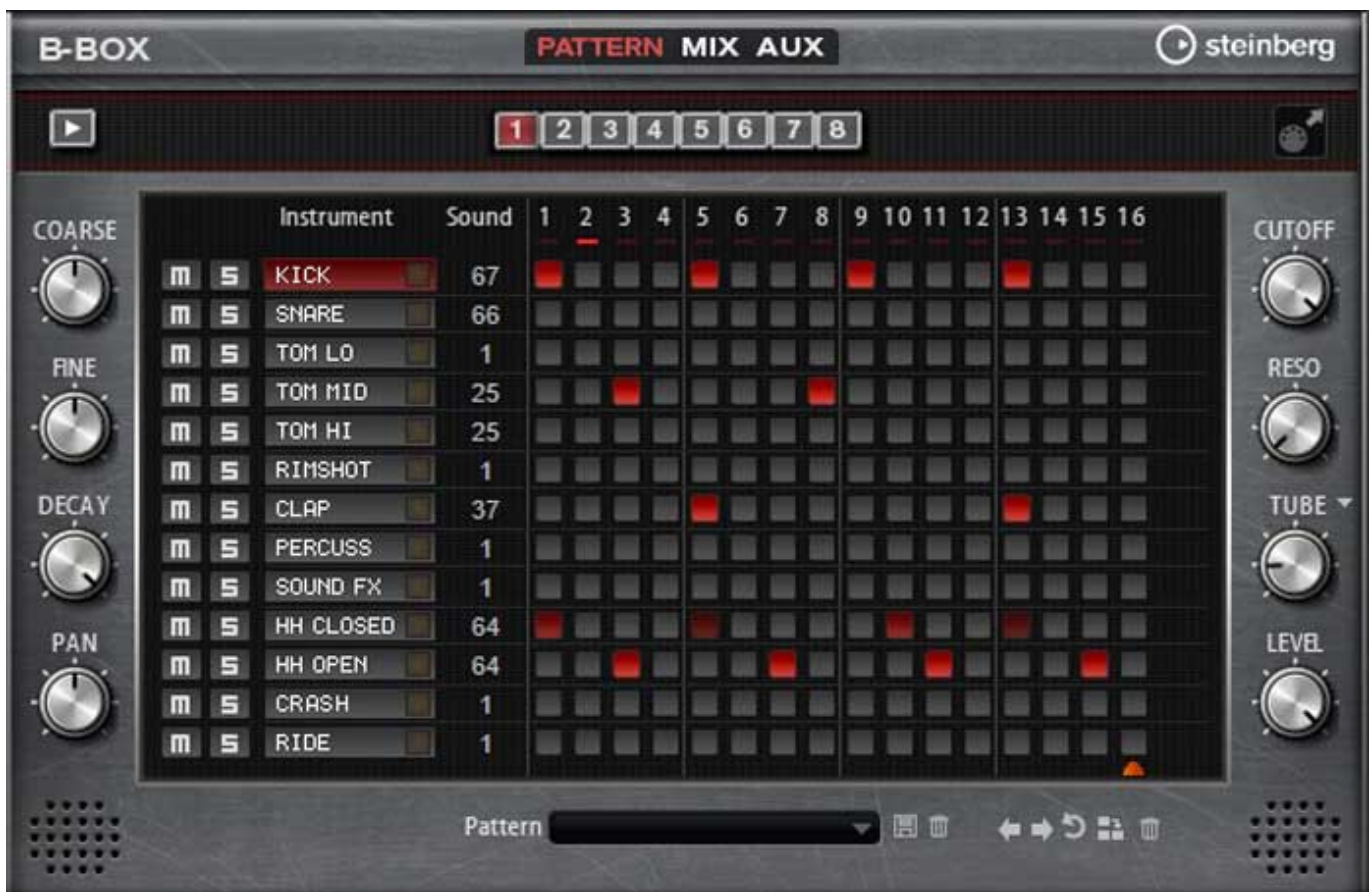 B-BOX PATTERN MIX AUX steinberg
1 2 3 4 5 6 7 8
Instrument Sound 1 2 3 4 5 6 7 8 9 10 11 12 13 14 15 16
COARSE CUTOFF
m S KICK 67
m S SNARE 66
m S TOM LO 1
FINE RESO
m S TOM MID 25
m S TOM HI 25
m S RIMSHOT 1
DECAY m S CLAP 37 TUBE
m S PERCUSS 1
m S SOUND FX 1
m S HH CLOSED 64
PAN LEVEL
m S HH OPEN 64
m S CRASH 1
m S RIDE 1
Pattern